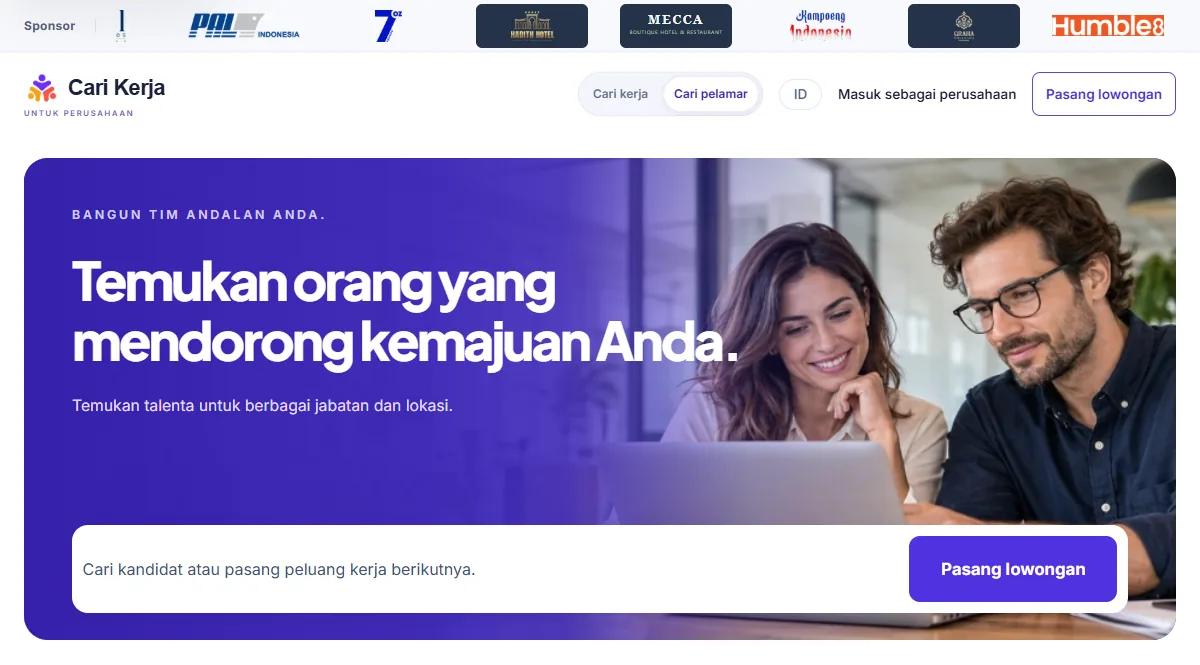 Sponsor
PAL INDONESIA
7oz
HADITH HOTEL
MECCA
BOUTIQUE HOTEL & RESTAURANT
Kampoeng
Indonesia
GRAHA
Humble8
Cari Kerja
UNTUK PERUSAHAAN
Cari kerja
Cari pelamar
ID
Masuk sebagai perusahaan
Pasang lowongan
BANGUN TIM ANDALAN ANDA.
Temukan orang yang
mendorong kemajuan Anda.
Temukan talenta untuk berbagai jabatan dan lokasi.
Cari kandidat atau pasang peluang kerja berikutnya.
Pasang lowongan